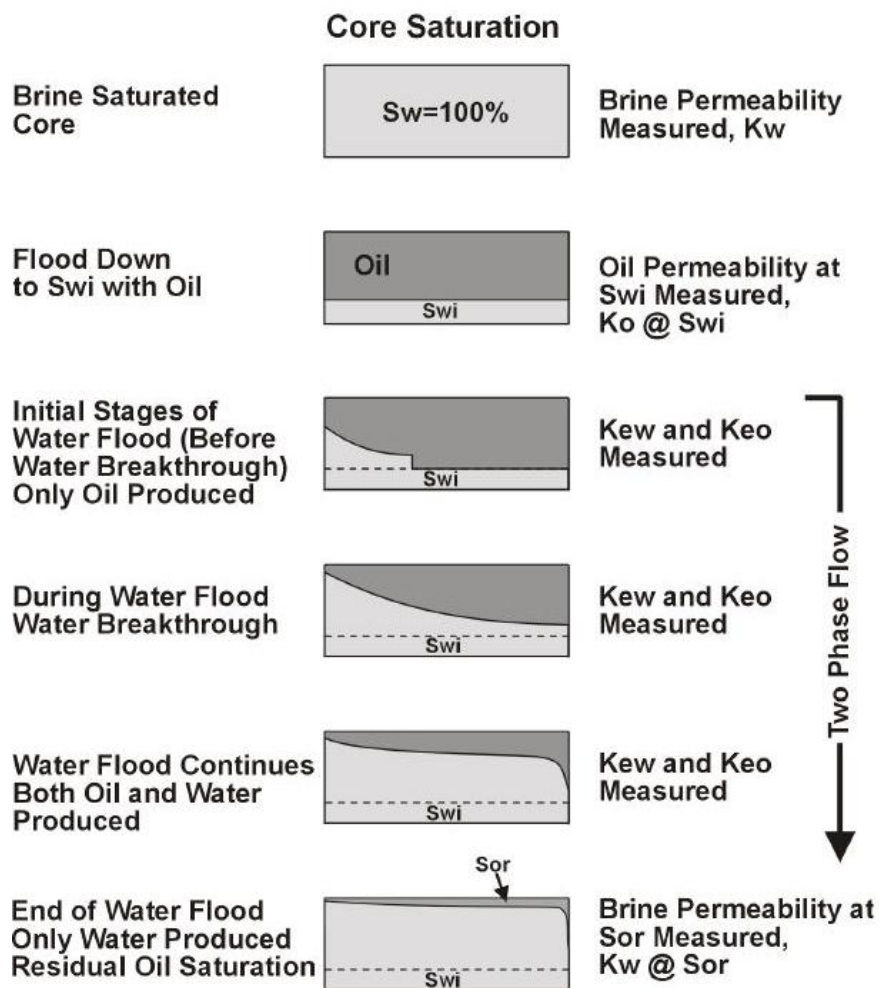 Core Saturation
Brine Saturated
Core
Sw=100%
Brine Permeability
Measured, Kw
Flood Down
to Swi with Oil
Oil
Swi
Oil Permeability at
Swi Measured,
Ko @ Swi
Initial Stages of
Water Flood (Before
Water Breakthrough)
Only Oil Produced
Swi
Kew and Keo
Measured
During Water Flood
Water Breakthrough
Swi
Kew and Keo
Measured
Two Phase Flow
Water Flood Continues
Both Oil and Water
Produced
Swi
Kew and Keo
Measured
End of Water Flood
Only Water Produced
Residual Oil Saturation
Sor
Swi
Brine Permeability at
Sor Measured,
Kw @ Sor